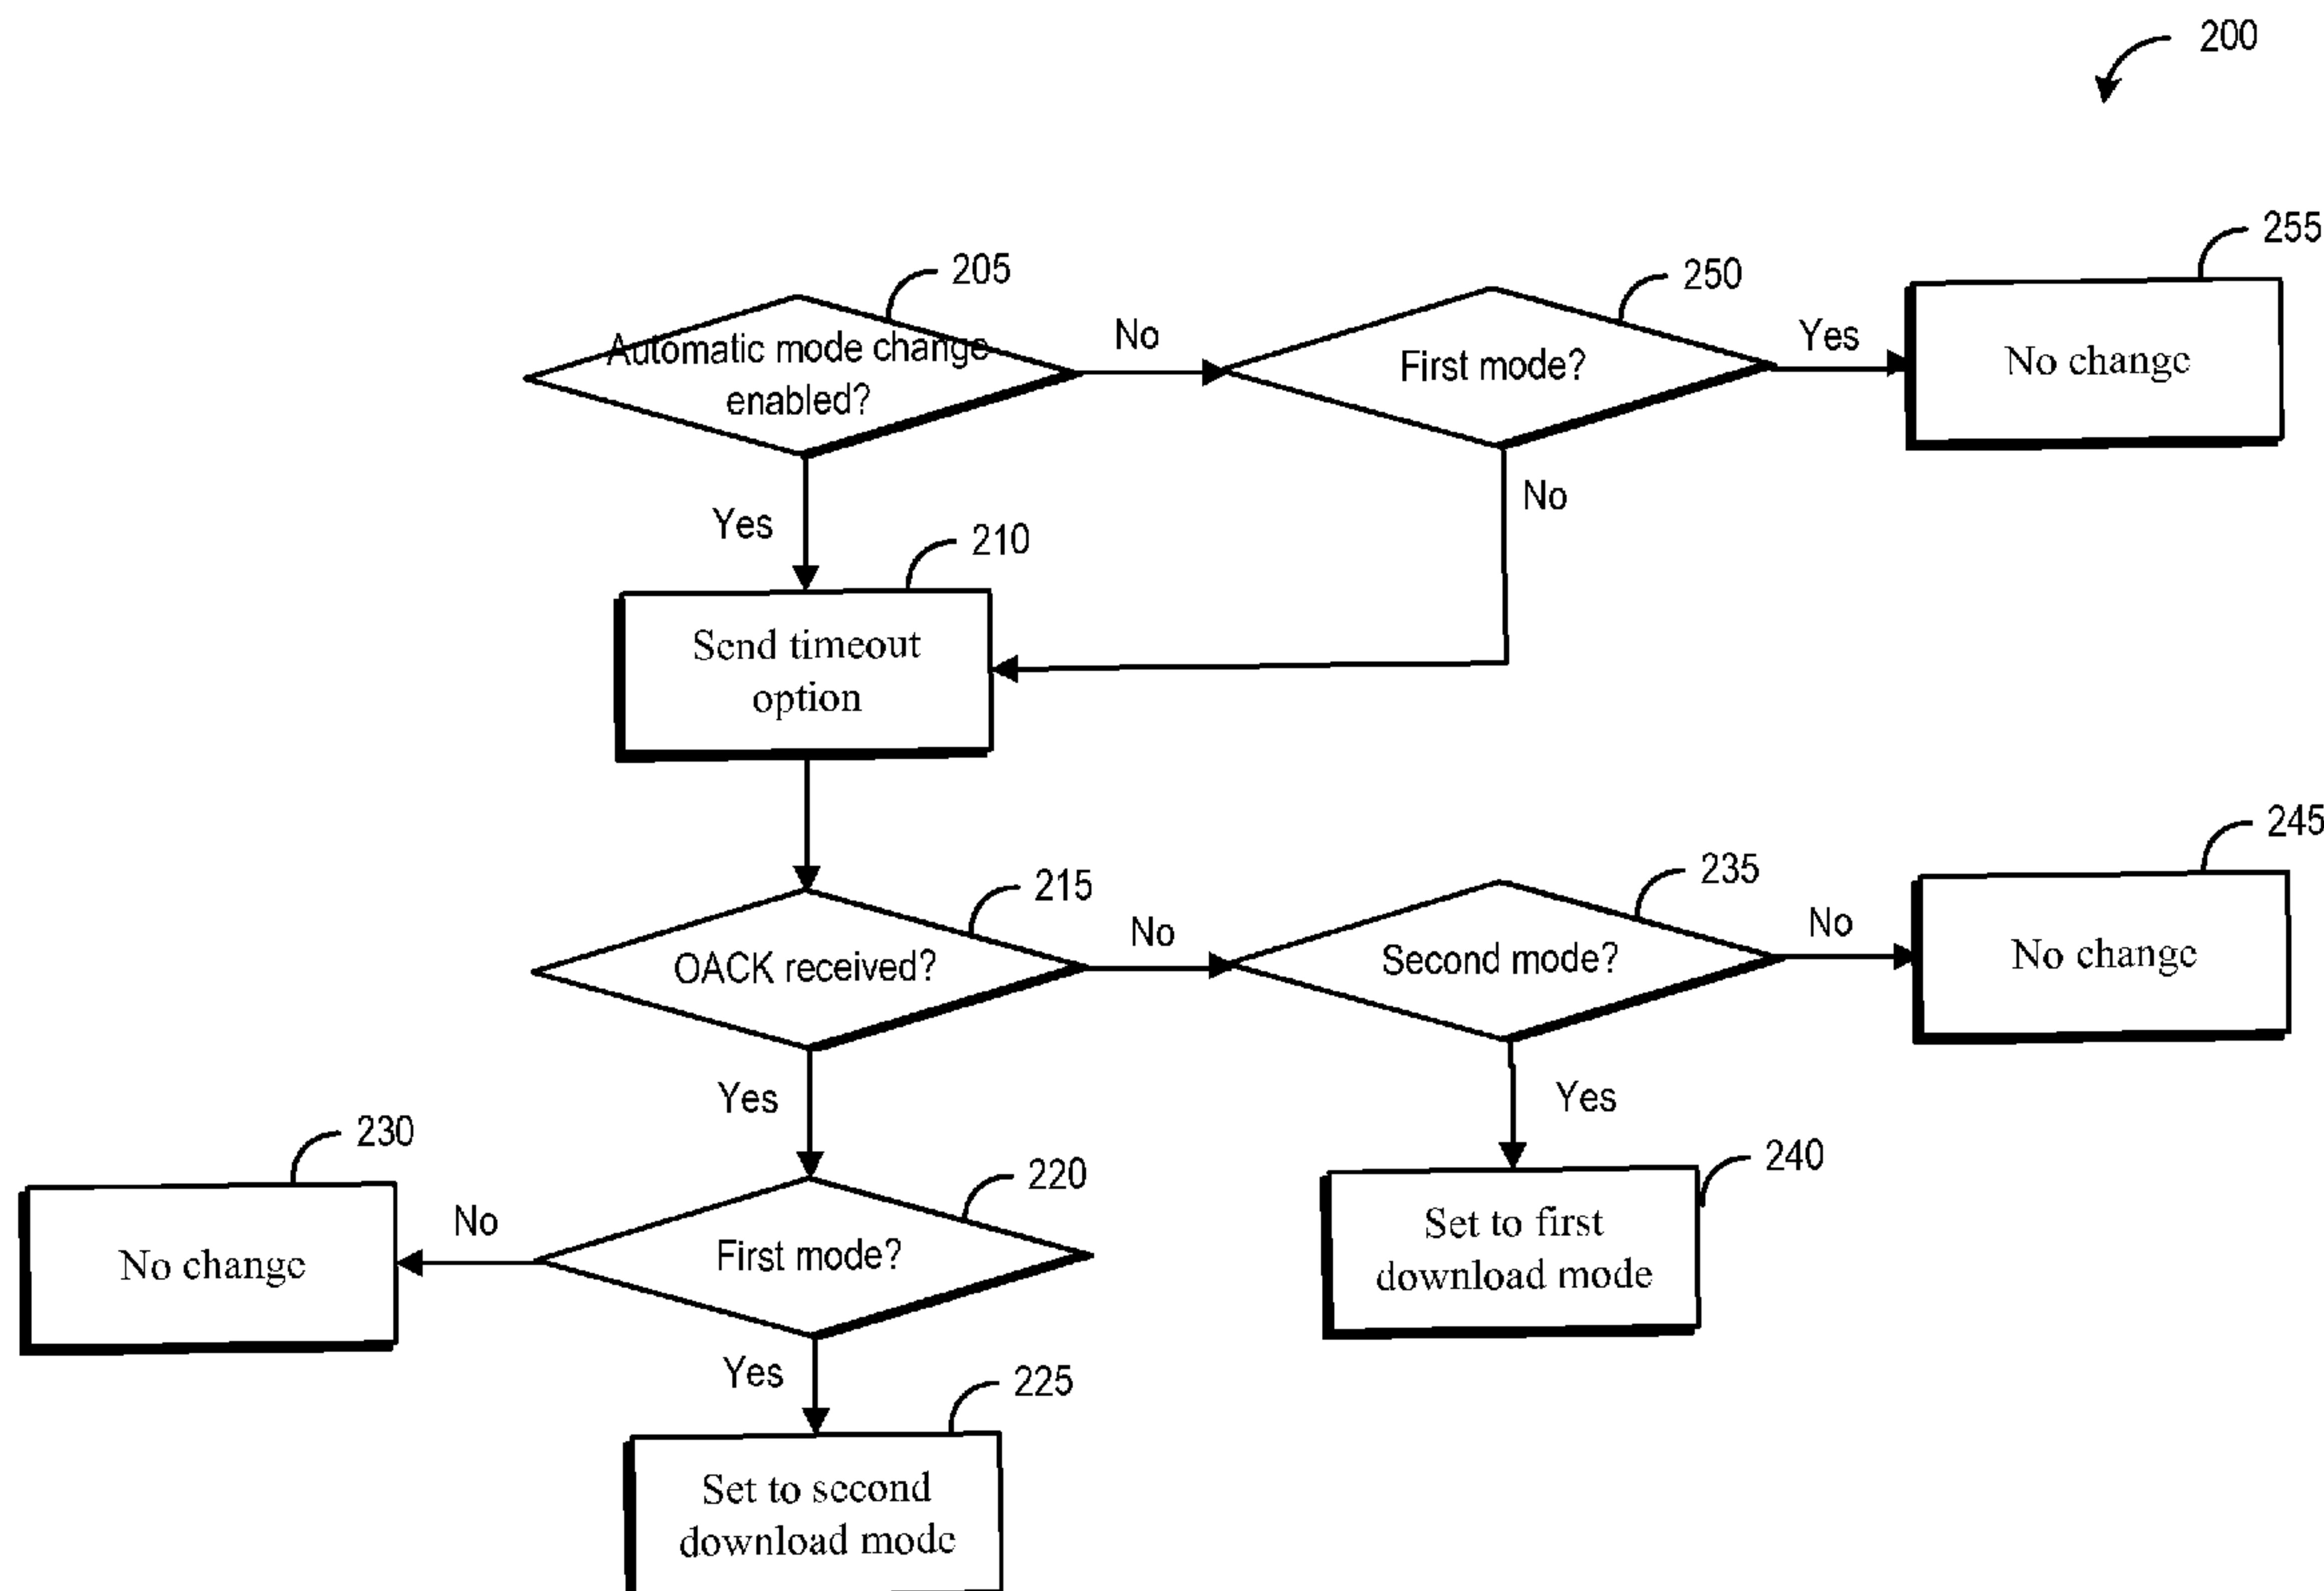 200
205
Automatic mode change
enabled?
No
250
First mode?
Yes
255
No change
Yes
No
210
Send timeout
option
215
OACK received?
No
235
Second mode?
No
245
No change
Yes
Yes
230
No change
No
220
First mode?
240
Set to first
download mode
Yes
225
Set to second
download mode